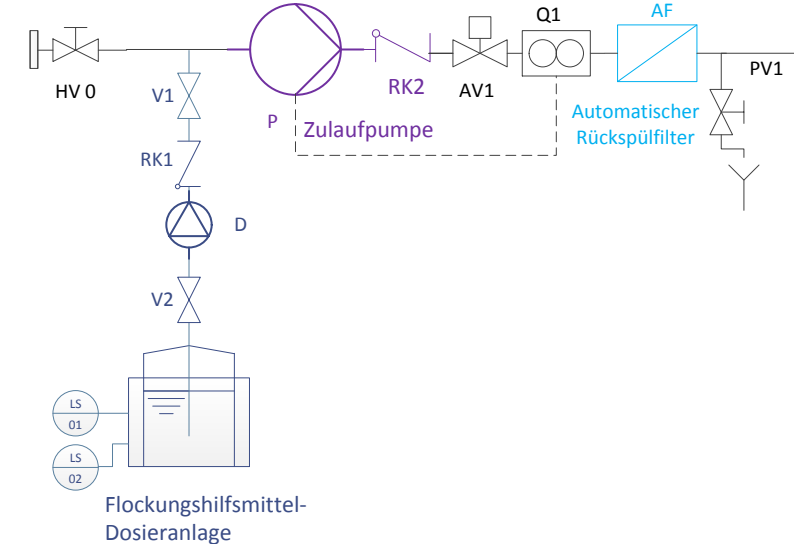 Q1
AF
HV 0
V1
P
Zulaufpumpe
RK2
AV1
PV1
Automatischer
Rückspülfilter
RK1
D
V2
LS
01
LS
02
Flockungshilfsmittel-
Dosieranlage